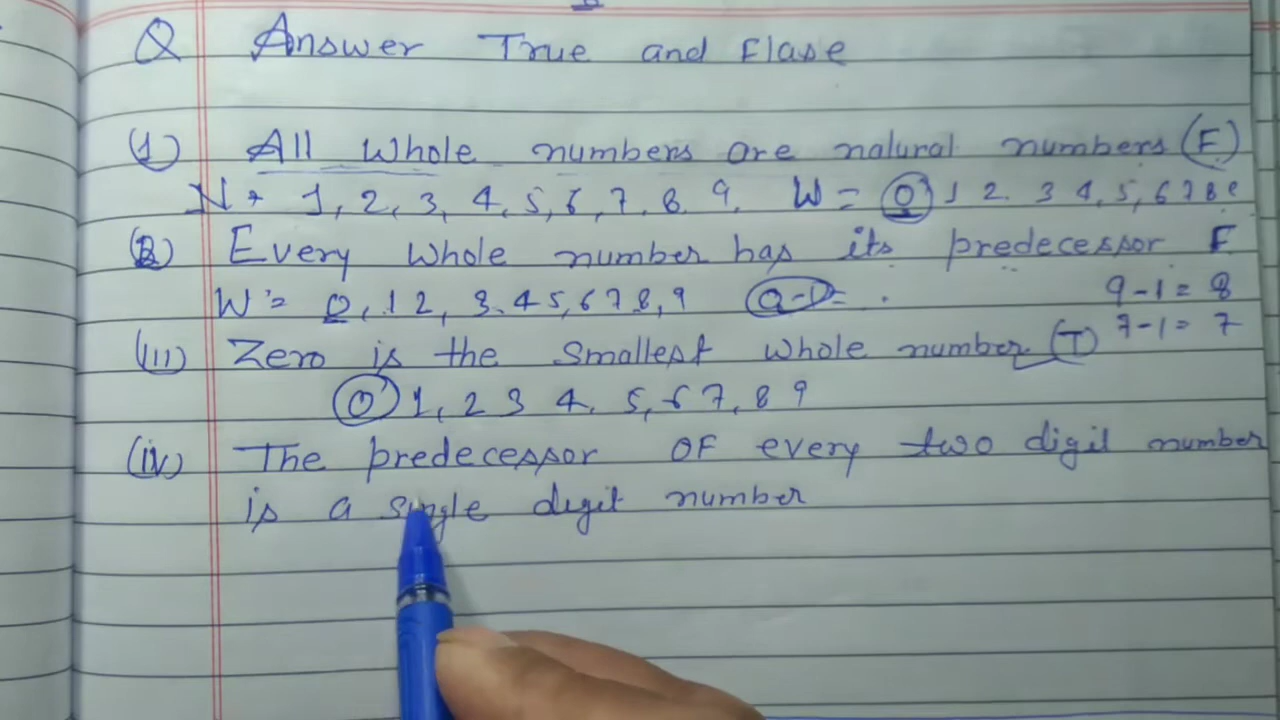 Q Answer True and Flase
(1) All Whole numbers are natural numbers (F)
N = 1, 2, 3, 4, 5, 6, 7, 8 9, W = 0 1 2. 3 4, 5, 6 7 8 9
(2) Every whole number has its predecessor F
W = 0, 1 2, 3. 4 5, 6 7 8, 9 0-1= . 9-1= 8
7-1= 7
(iii) Zero is the smallest whole number (T)
0 1, 2 3 4, 5, 6 7, 8 9
(iv) The predecessor of every two digit number
is a single digit number